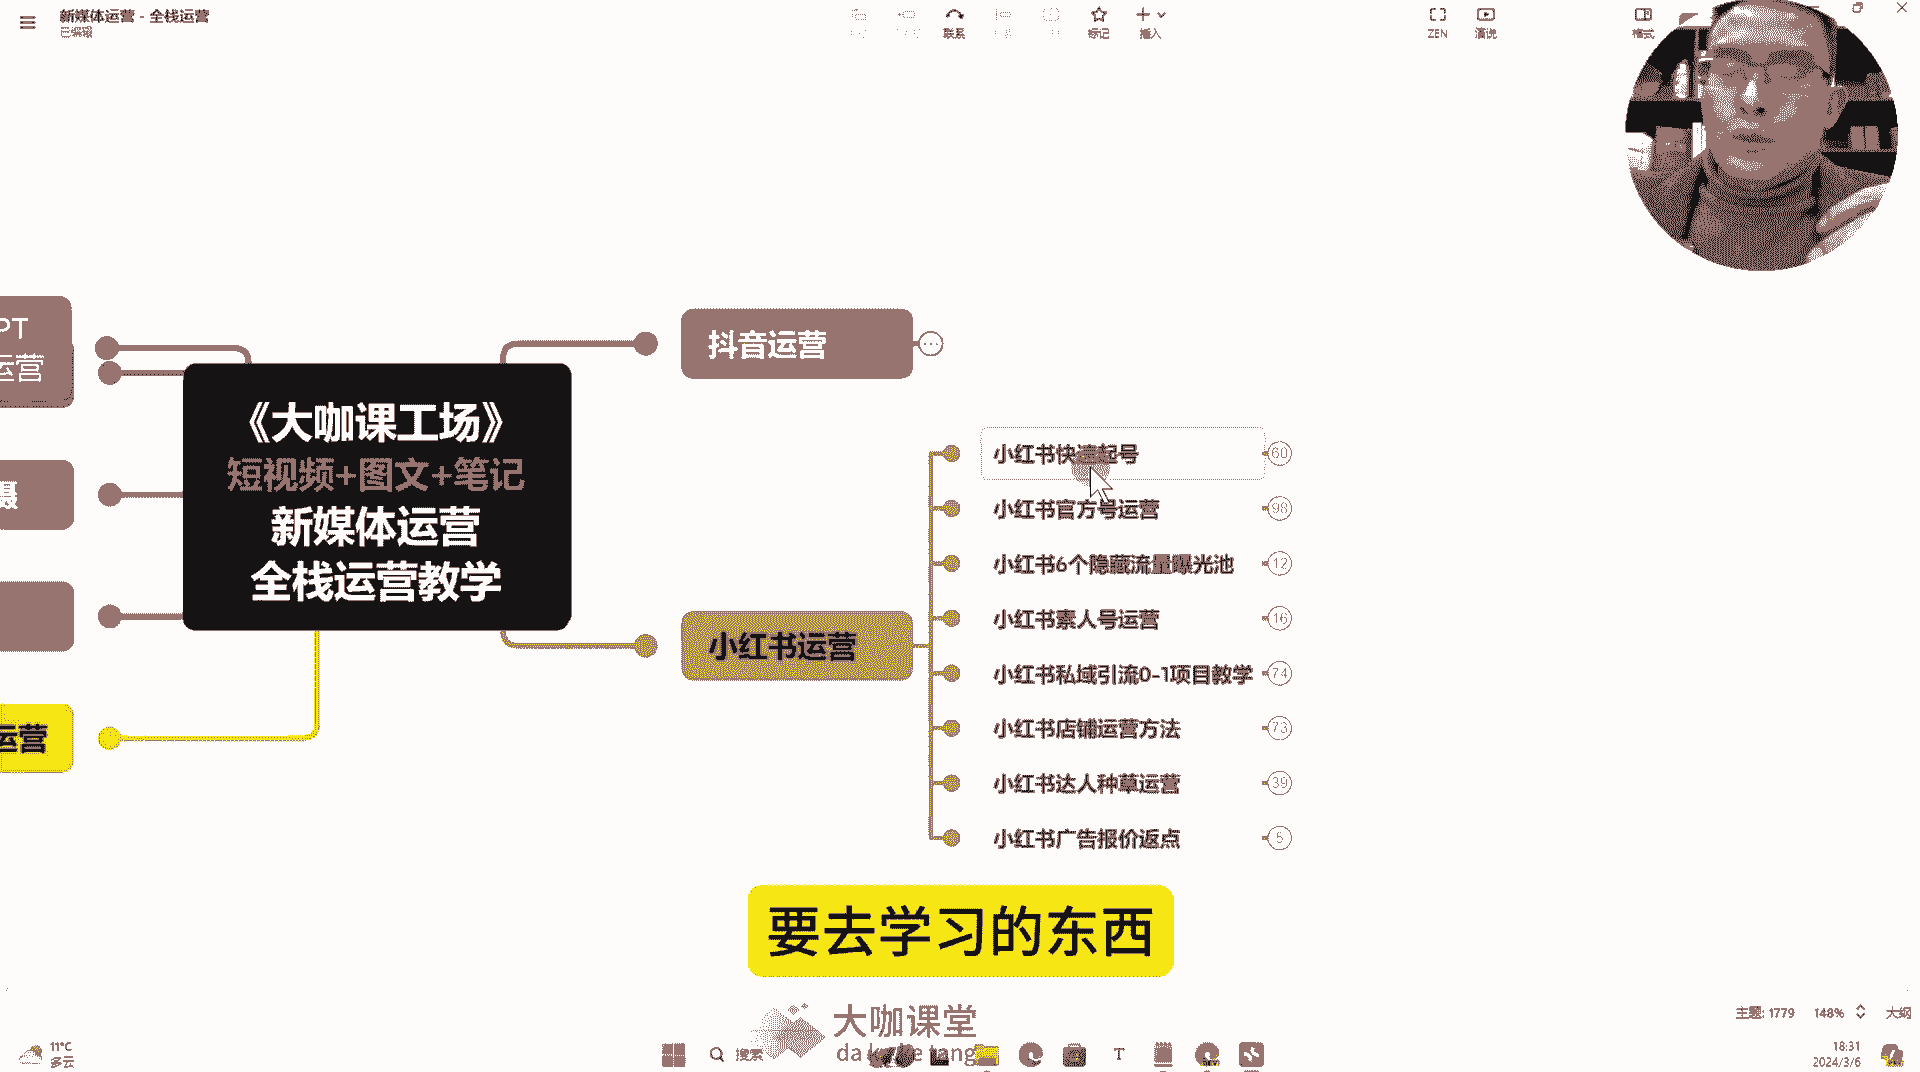 新媒体运营 - 全栈运营
已编辑
联系
标记
插入
ZEN
演说
格式
PT
运营
摄
运营
《大咖课工场》
短视频+图文+笔记
新媒体运营
全栈运营教学
抖音运营
小红书运营
小红书快速起号 60
小红书官方号运营 98
小红书6个隐藏流量曝光池 12
小红书素人号运营 16
小红书私域引流0-1项目教学 74
小红书店铺运营方法 73
小红书达人种草运营 39
小红书广告报价返点 5
要去学习的东西
大咖课堂
主题: 1779 148% 大纲
11°C
多云
搜索
18:31
2024/3/6